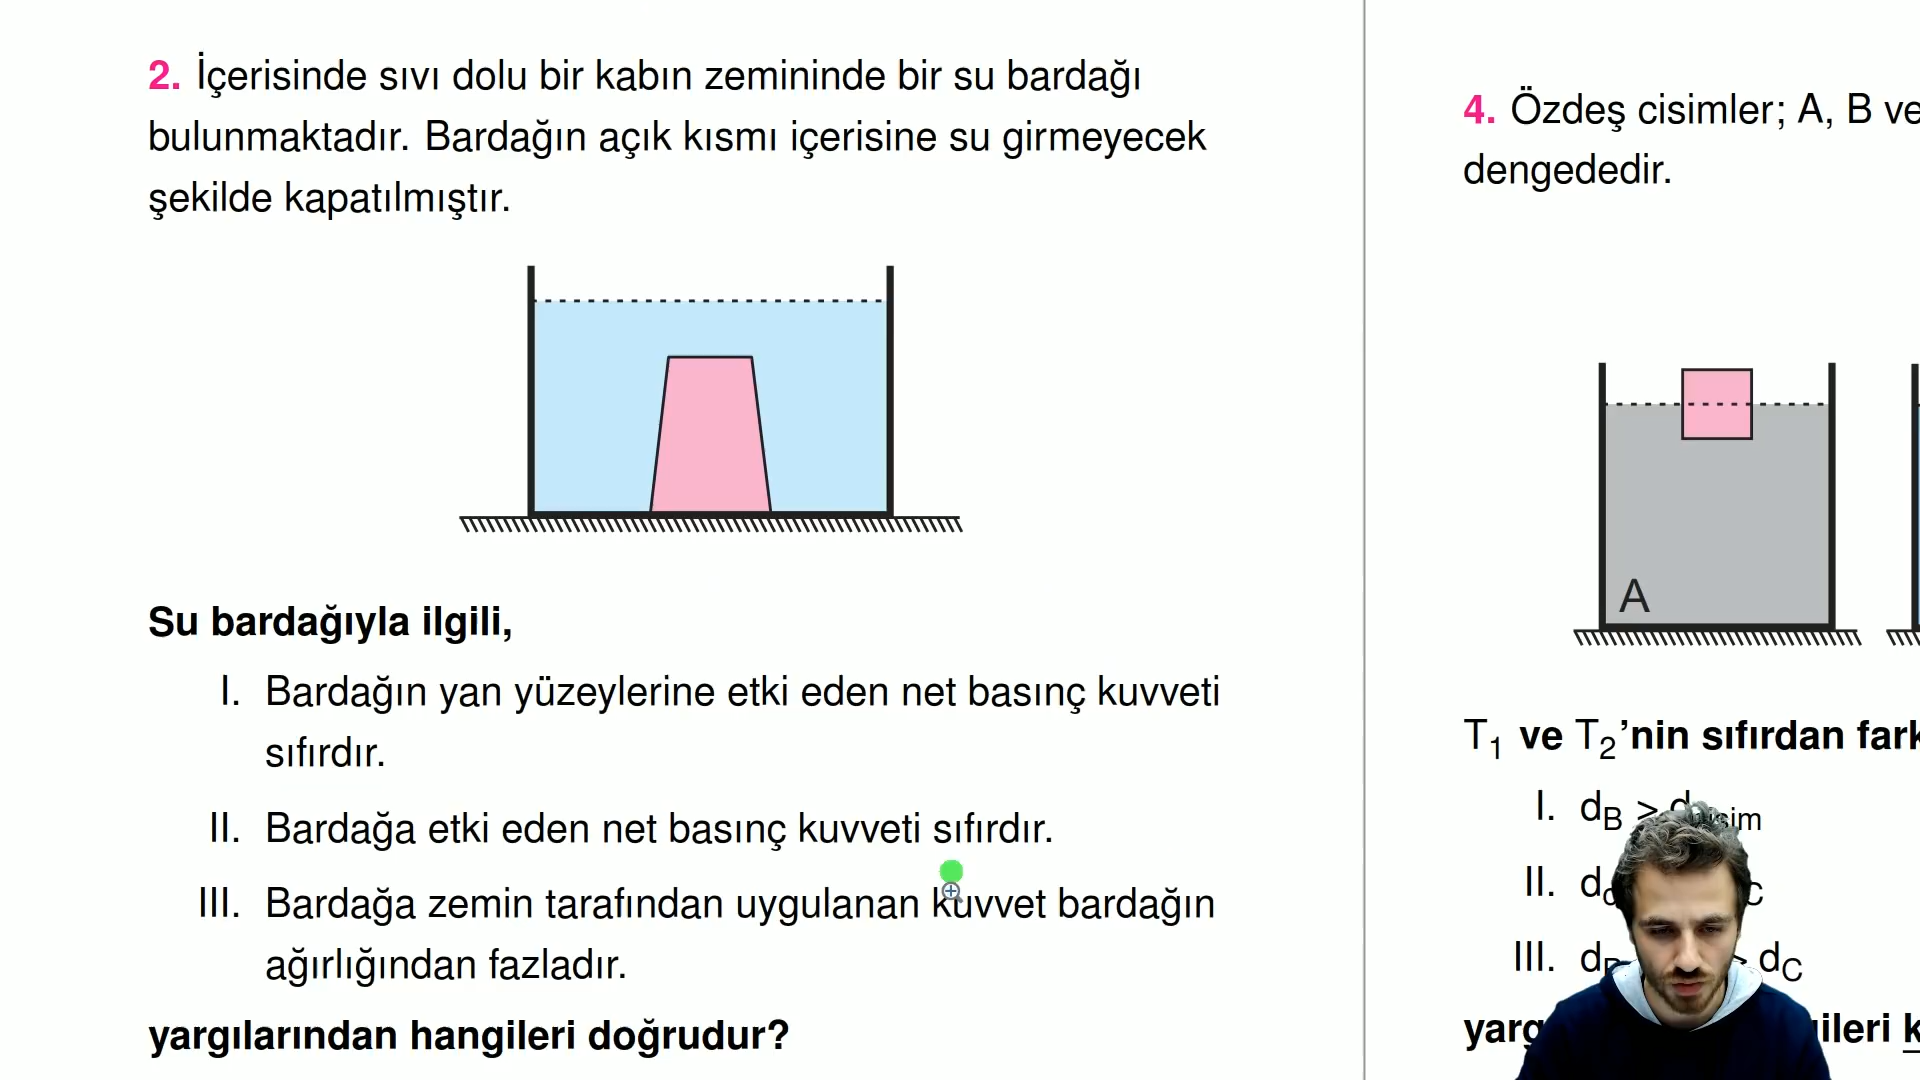 2. İçerisinde sıvı dolu bir kabın zemininde bir su bardağı
bulunmaktadır. Bardağın açık kısmı içerisine su girmeyecek
şekilde kapatılmıştır.
Su bardağıyla ilgili,
I. Bardağın yan yüzeylerine etki eden net basınç kuvveti
sıfırdır.
II. Bardağa etki eden net basınç kuvveti sıfırdır.
III. Bardağa zemin tarafından uygulanan kuvvet bardağın
ağırlığından fazladır.
yargılarından hangileri doğrudur?
4. Özdeş cisimler; A, B ve
dengededir.
A
T1 ve T2'nin sıfırdan fark
I. dB >
II.
III. > dC